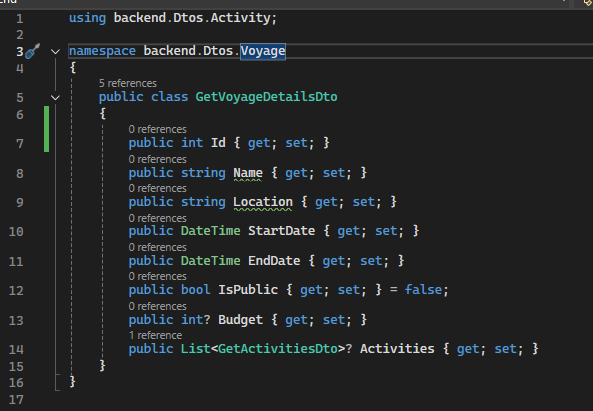 End
1 using backend.Dtos.Activity;
2
3 namespace backend.Dtos.Voyage
4 {
5 references
5 public class GetVoyageDetailsDto
6 {
0 references
7 public int Id { get; set; }
0 references
8 public string Name { get; set; }
0 references
9 public string Location { get; set; }
0 references
10 public DateTime StartDate { get; set; }
0 references
11 public DateTime EndDate { get; set; }
0 references
12 public bool IsPublic { get; set; } = false;
0 references
13 public int? Budget { get; set; }
1 reference
14 public List<GetActivitiesDto>? Activities { get; set; }
15 }
16 }
17